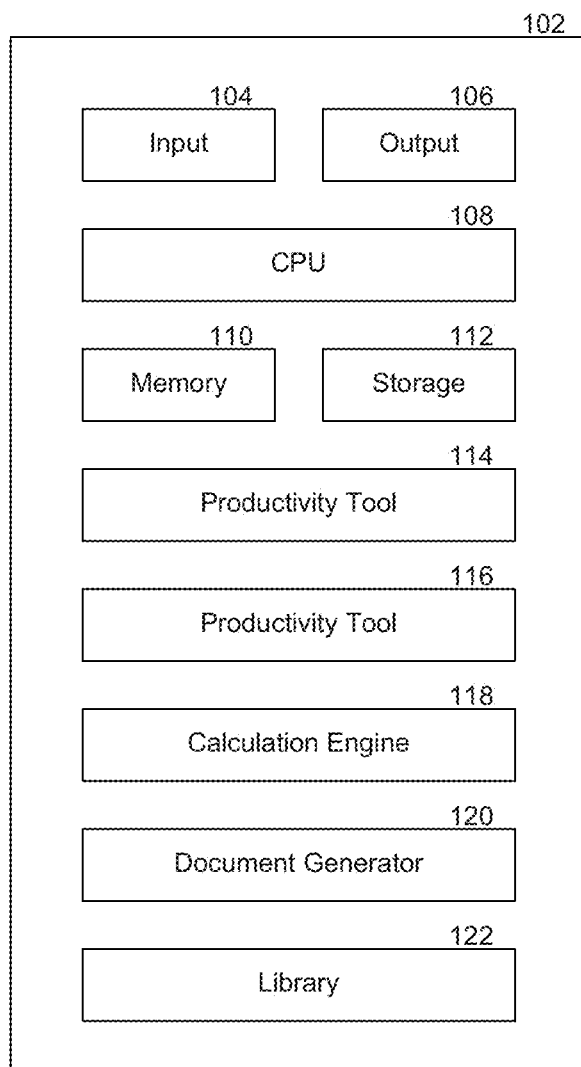 102
104 106
Input Output
108
CPU
110 112
Memory Storage
114
Productivity Tool
116
Productivity Tool
118
Calculation Engine
120
Document Generator
122
Library